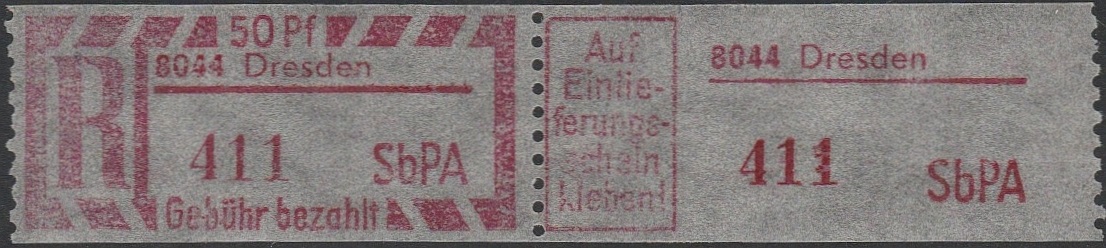 50 Pf
R
8044 Dresden
411
SbPA
Gebühr bezahlt
Auf
Einlie-
ferungs-
schein
kleben!
8044 Dresden
411
SbPA